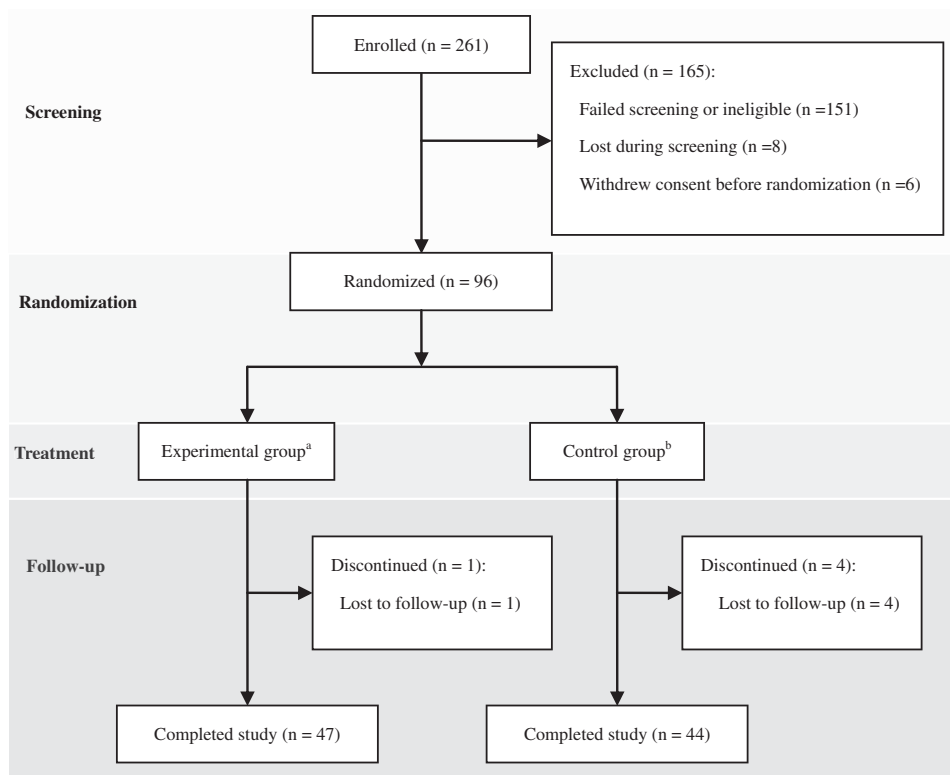 Enrolled (n = 261)
Excluded (n = 165):
Failed screening or ineligible (n =151)
Lost during screening (n =8)
Withdrew consent before randomization (n =6)
Screening
Randomized (n = 96)
Randomization
Treatment
Experimental groupᵃ
Control groupᵇ
Follow-up
Discontinued (n = 1):
Lost to follow-up (n = 1)
Discontinued (n = 4):
Lost to follow-up (n = 4)
Completed study (n = 47)
Completed study (n = 44)